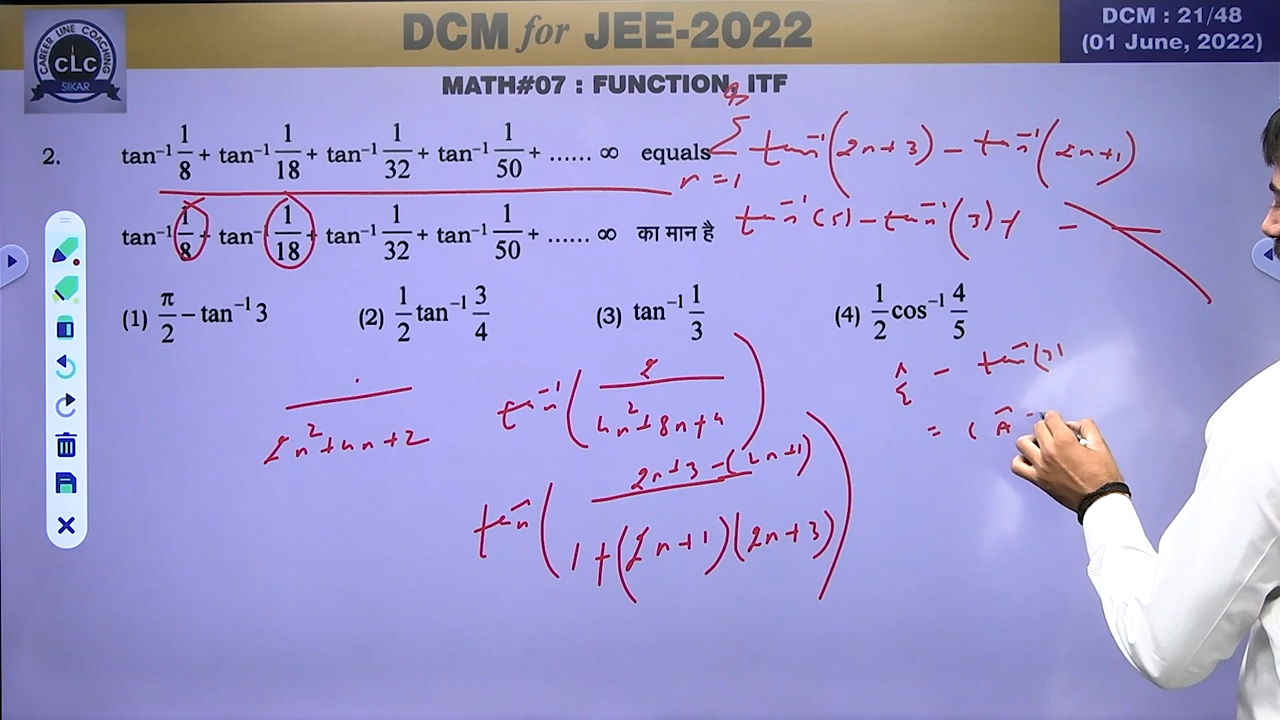 DCM for JEE-2022
DCM : 21/48
(01 June, 2022)
CAREER LINE COACHING
CLC
SIKAR
MATH#07 : FUNCTION, ITF
2. tan⁻¹ 1/8 + tan⁻¹ 1/18 + tan⁻¹ 1/32 + tan⁻¹ 1/50 + ...... ∞ equals
∞ Σ n=1 tan⁻¹(2n+3) - tan⁻¹(2n+1)
tan⁻¹ 1/8 + tan⁻¹ 1/18 + tan⁻¹ 1/32 + tan⁻¹ 1/50 + ...... ∞ का मान है
tan⁻¹(5) - tan⁻¹(3) +
(1) π/2 − tan⁻¹3 (2) 1/2 tan⁻¹ 3/4 (3) tan⁻¹ 1/3 (4) 1/2 cos⁻¹ 4/5
2n²+4n+2
tan⁻¹(2/(4n²+8n+4))
- tan⁻¹(3)
tan⁻¹((2n+3-(2n+1))/(1+(2n+1)(2n+3)))